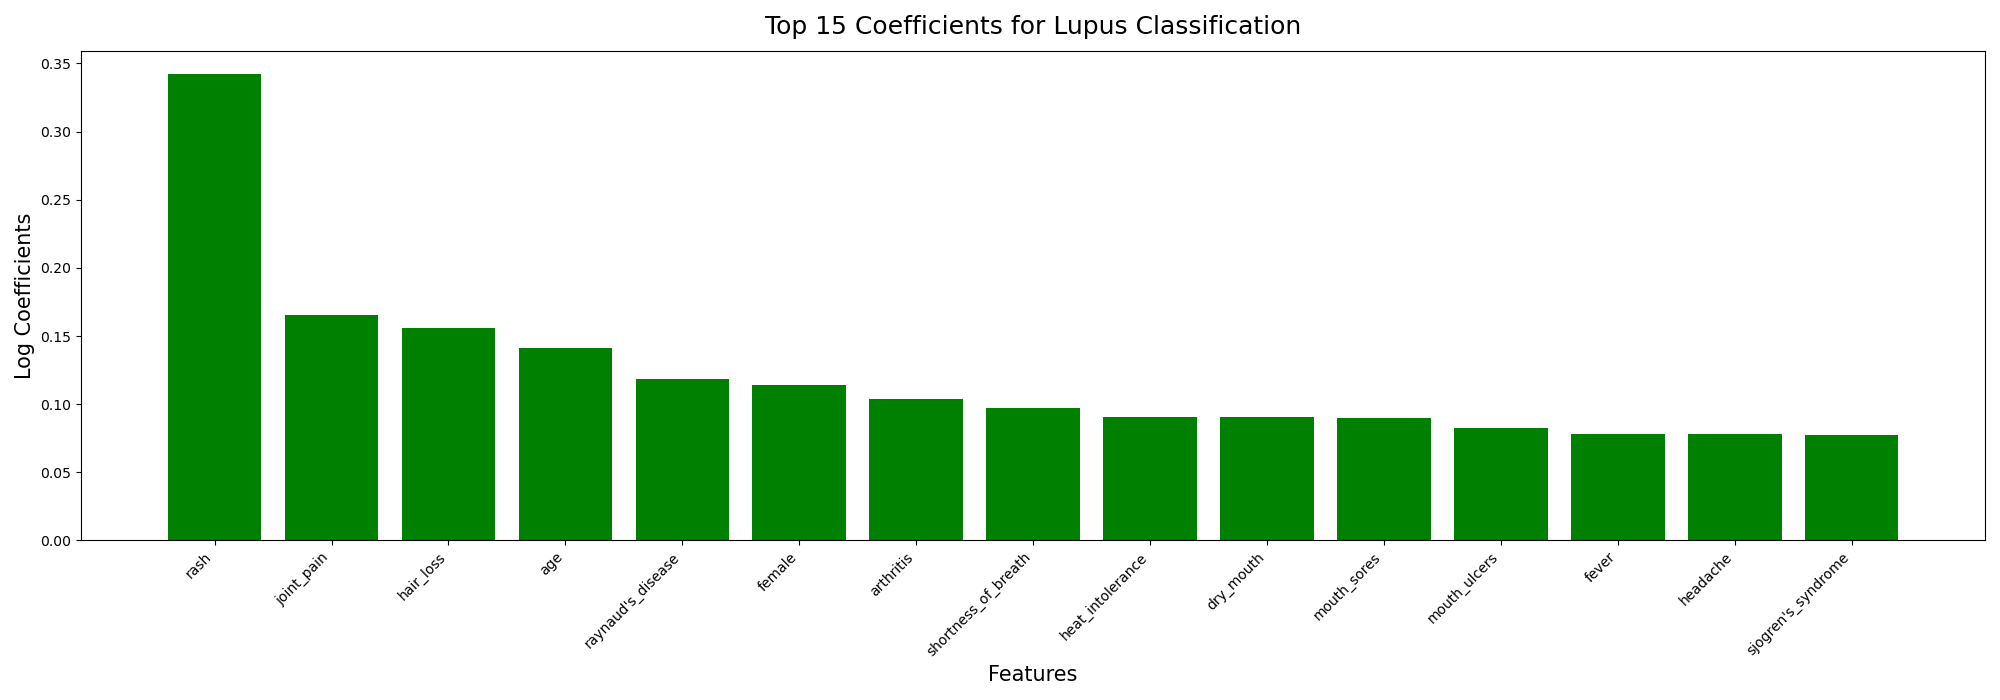 Top 15 Coefficients for Lupus Classification
Log Coefficients
0.35
0.30
0.25
0.20
0.15
0.10
0.05
0.00
rash
joint_pain
hair_loss
age
raynaud's_disease
female
arthritis
shortness_of_breath
heat_intolerance
dry_mouth
mouth_sores
mouth_ulcers
fever
headache
sjogren's_syndrome
Features